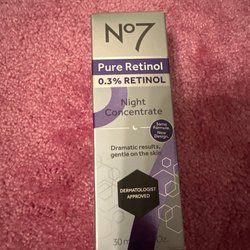 No7
Pure Retinol
0.3% RETINOL
Night
Concentrate
Same
Formula
New
Design
Dramatic results,
gentle on the skin
DERMATOLOGIST
APPROVED
30 m